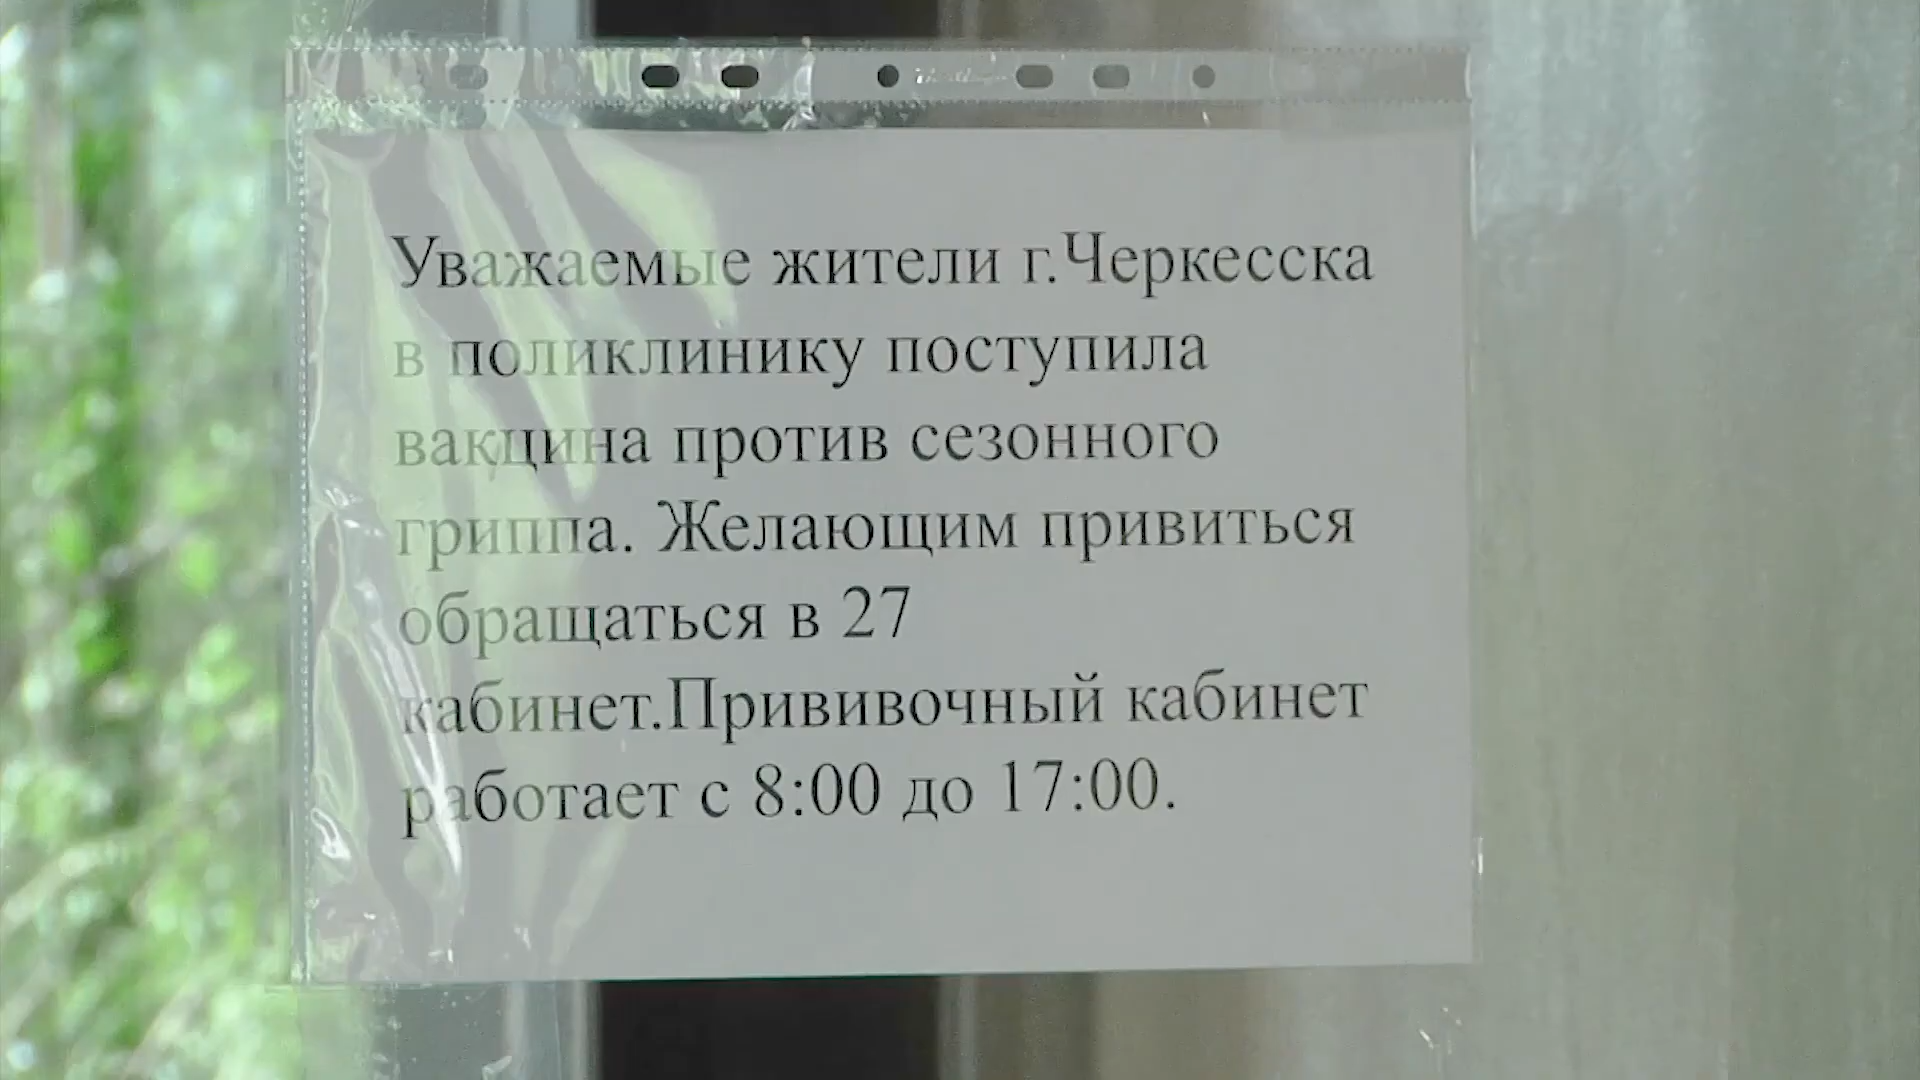 Уважаемые жители г.Черкесска
в поликлинику поступила
вакцина против сезонного
гриппа. Желающим привиться
обращаться в 27
кабинет.Прививочный кабинет
работает с 8:00 до 17:00.